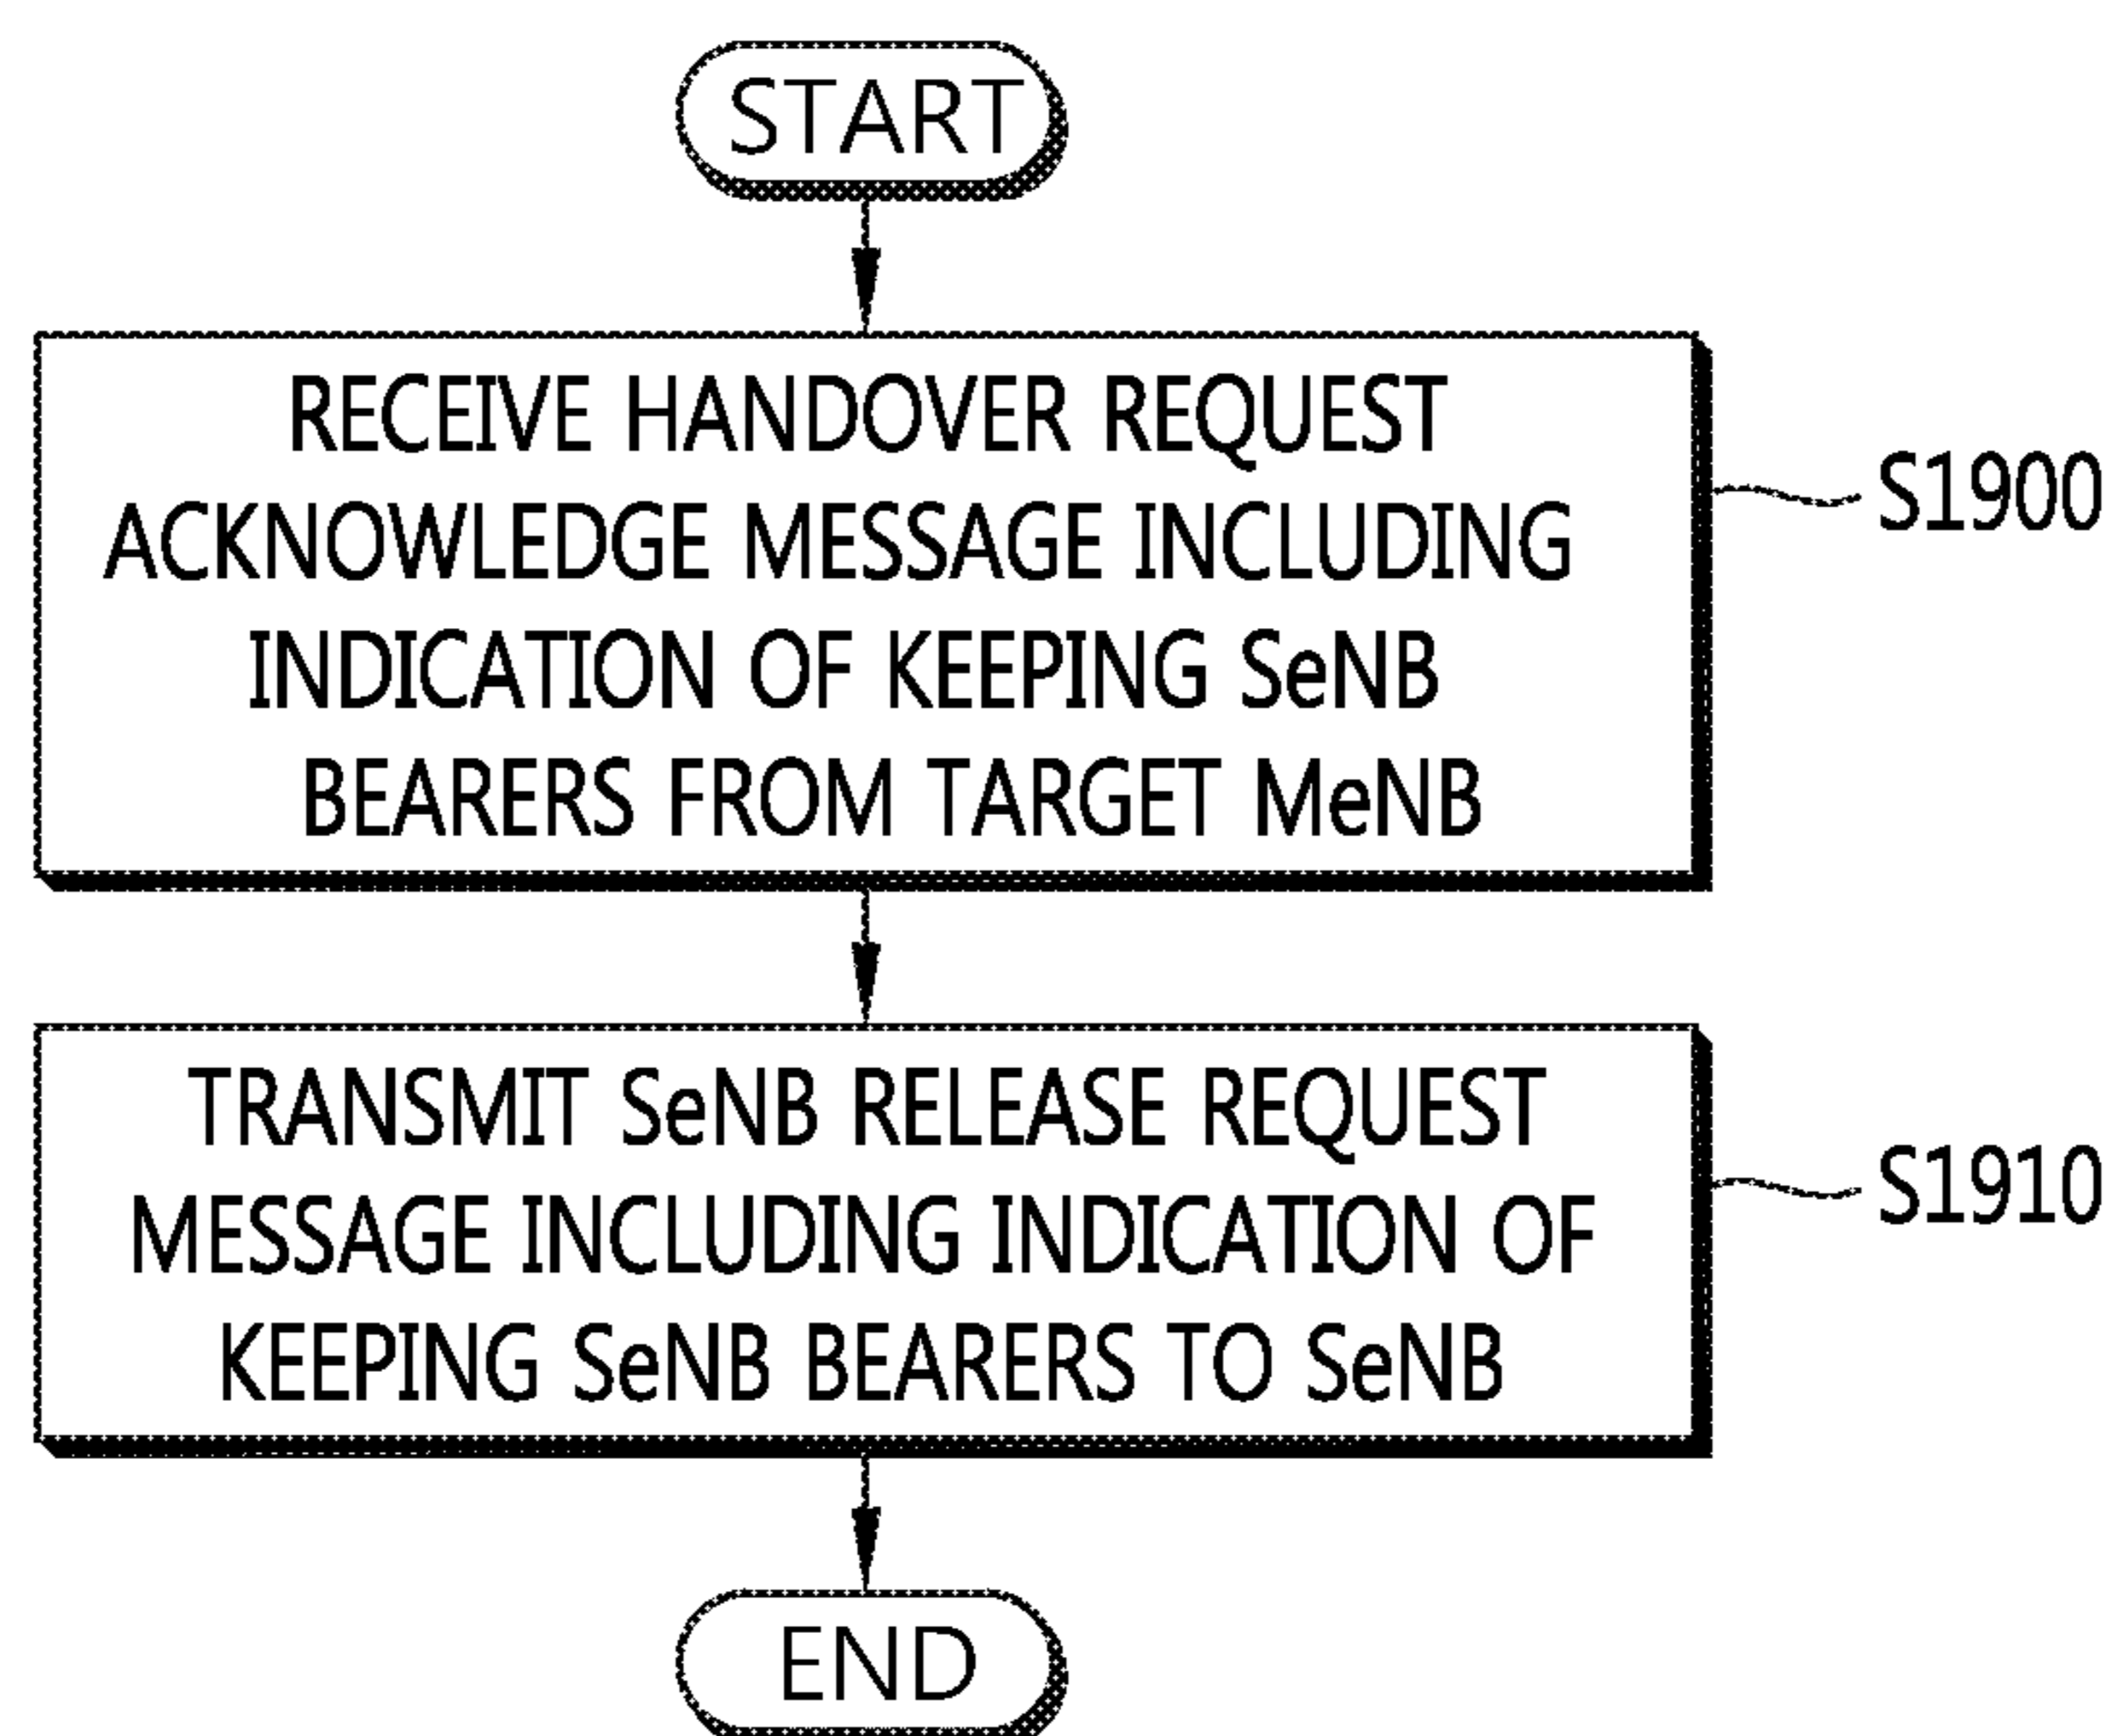 START
RECEIVE HANDOVER REQUEST
ACKNOWLEDGE MESSAGE INCLUDING
INDICATION OF KEEPING SeNB
BEARERS FROM TARGET MeNB
S1900
TRANSMIT SeNB RELEASE REQUEST
MESSAGE INCLUDING INDICATION OF
KEEPING SeNB BEARERS TO SeNB
S1910
END